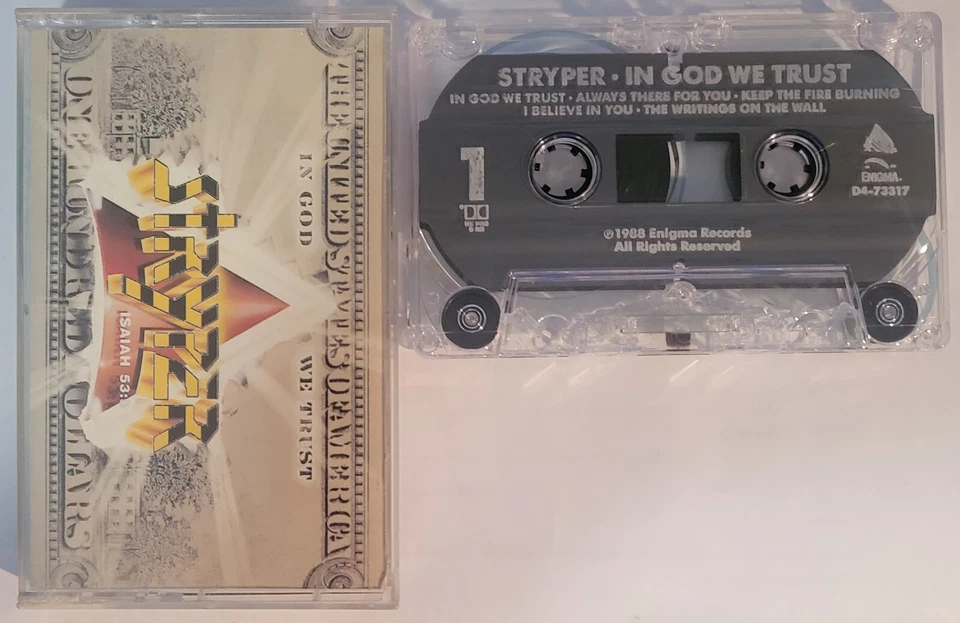 THE UNITED STATES OF AMERICA
IN GOD WE TRUST
STRYPER
ISAIAH 53:5
ONE HUNDRED DOLLARS
STRYPER • IN GOD WE TRUST
IN GOD WE TRUST • ALWAYS THERE FOR YOU • KEEP THE FIRE BURNING
I BELIEVE IN YOU • THE WRITINGS ON THE WALL
1
ENIGMA
D4-73317
℗1988 Enigma Records
All Rights Reserved